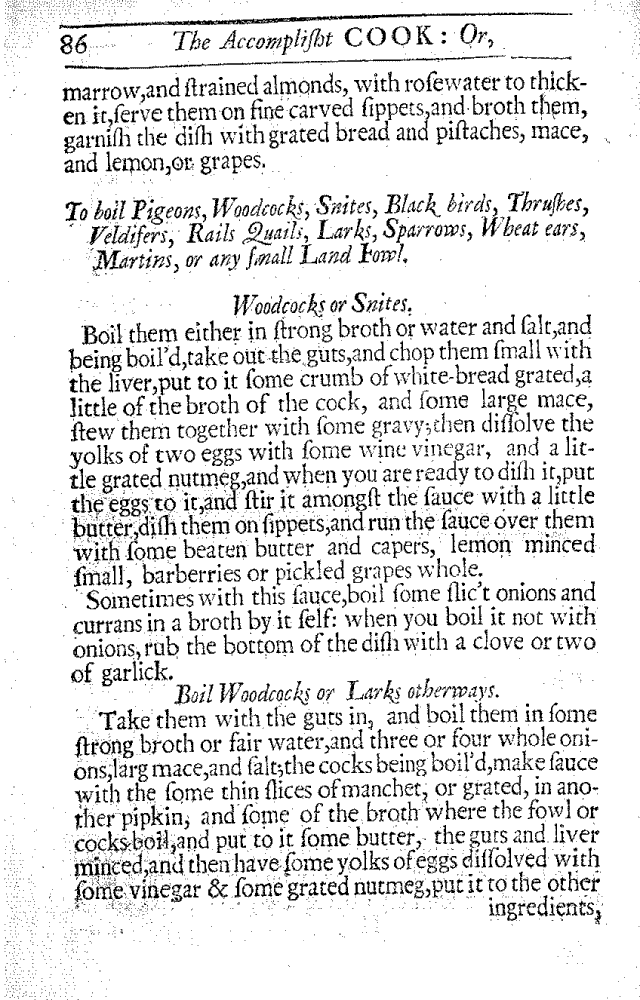 86 The Accompliſht COOK: Or,
marrow,and ſtrained almonds, with roſewater to thick-
en it,ſerve them on fine carved ſippets,and broth them,
garniſh the diſh with grated bread and piſtaches, mace,
and lemon,or grapes.
To boil Pigeons, Woodcocks, Snites, Black birds, Thruſhes,
Veldifers, Rails Quails, Larks, Sparrows, Wheat ears,
Martins, or any ſmall Land Fowl.
Woodcocks or Snites.
Boil them either in ſtrong broth or water and ſalt,and
being boil'd,take out the guts,and chop them ſmall with
the liver,put to it ſome crumb of white-bread grated,a
little of the broth of the cock, and ſome large mace,
ſtew them together with ſome gravy;then diſſolve the
yolks of two eggs with ſome wine vinegar, and a lit-
tle grated nutmeg,and when you are ready to diſh it,put
the eggs to it,and ſtir it amongſt the ſauce with a little
butter,diſh them on ſippets,and run the ſauce over them
with ſome beaten butter and capers, lemon minced
ſmall, barberries or pickled grapes whole.
Sometimes with this ſauce,boil ſome ſlic't onions and
currans in a broth by it ſelf: when you boil it not with
onions,rub the bottom of the diſh with a clove or two
of garlick.
Boil Woodcocks or Larks otherways.
Take them with the guts in, and boil them in ſome
ſtrong broth or fair water,and three or four whole oni-
ons,larg mace,and ſalt;the cocks being boil'd,make ſauce
with the ſome thin ſlices of manchet, or grated, in ano-
ther pipkin, and ſome of the broth where the fowl or
cocks boil,and put to it ſome butter, the guts and liver
minced,and then have ſome yolks of eggs diſſolved with
ſome vinegar & ſome grated nutmeg,put it to the other
ingredients,